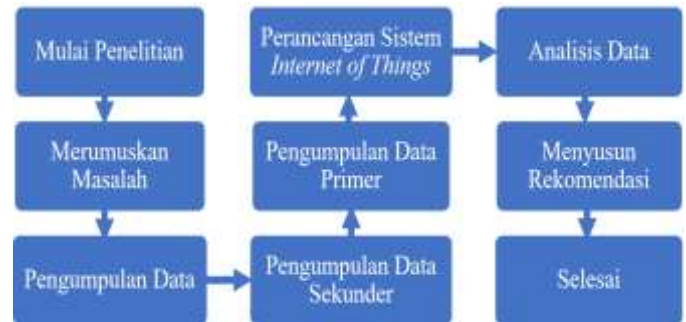 Mulai Penelitian
Merumuskan
Masalah
Pengumpulan Data
Pengumpulan Data
Sekunder
Pengumpulan Data
Primer
Perancangan Sistem
Internet of Things
Analisis Data
Menyusun
Rekomendasi
Selesai